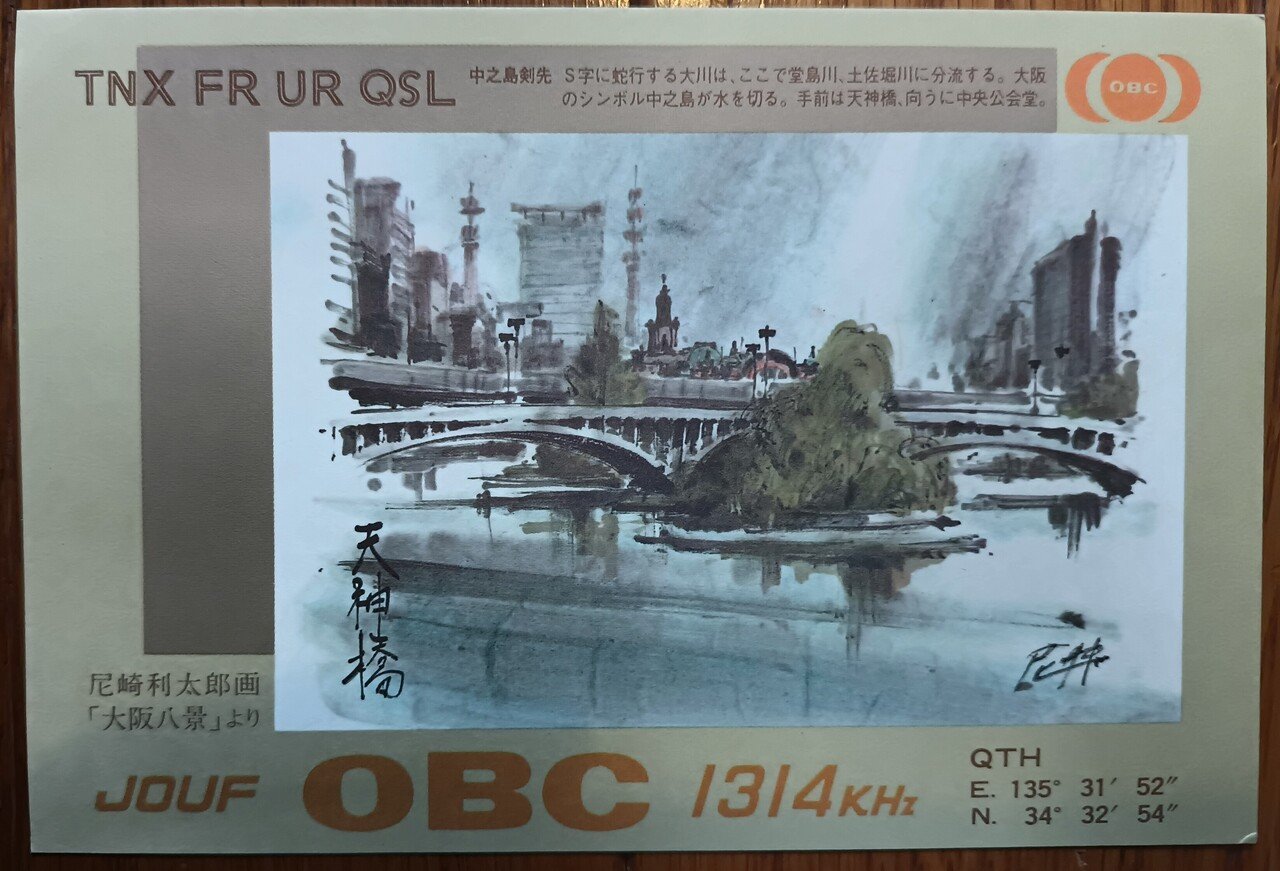 TNX FR UR QSL
中之島剣先 S字に蛇行する大川は、ここで堂島川、土佐堀川に分流する。大阪
のシンボル中之島が水を切る。手前は天神橋、向うに中央公会堂。
OBC
天神橋
尼崎利太郎画
「大阪八景」より
JOUF OBC 1314KHz
QTH
E. 135° 31′ 52″
N. 34° 32′ 54″